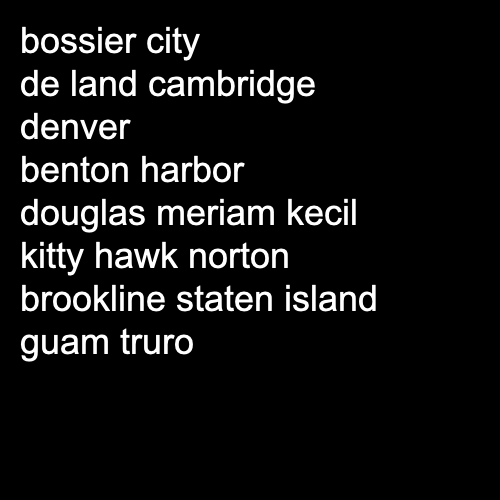 bossier city
de land cambridge
denver
benton harbor
douglas meriam kecil
kitty hawk norton
brookline staten island
guam truro